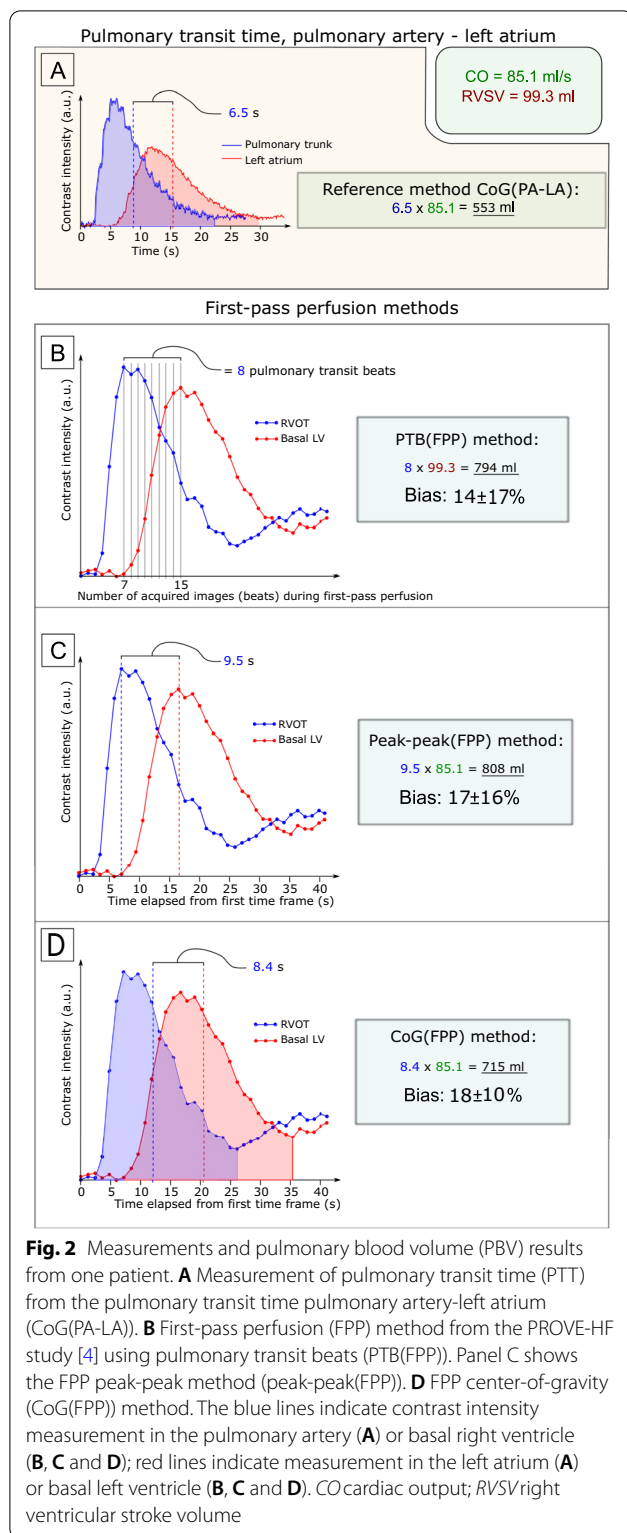 Pulmonary transit time, pulmonary artery - left atrium
A
CO = 85.1 ml/s
RVSV = 99.3 ml
6.5 s
Contrast intensity (a.u.)
Pulmonary trunk
Left atrium
0 5 10 15 20 25 30
Time (s)
Reference method CoG(PA-LA):
6.5 x 85.1 = 553 ml
First-pass perfusion methods
B
= 8 pulmonary transit beats
Contrast intensity (a.u.)
RVOT
Basal LV
7 15
Number of acquired images (beats) during first-pass perfusion
PTB(FPP) method:
8 x 99.3 = 794 ml
Bias: 14±17%
C
9.5 s
Contrast intensity (a.u.)
RVOT
Basal LV
0 5 10 15 20 25 30 35 40
Time elapsed from first time frame (s)
Peak-peak(FPP) method:
9.5 x 85.1 = 808 ml
Bias: 17±16%
D
8.4 s
Contrast intensity (a.u.)
RVOT
Basal LV
0 5 10 15 20 25 30 35 40
Time elapsed from first time frame (s)
CoG(FPP) method:
8.4 x 85.1 = 715 ml
Bias: 18±10%
Fig. 2 Measurements and pulmonary blood volume (PBV) results
from one patient. A Measurement of pulmonary transit time (PTT)
from the pulmonary transit time pulmonary artery-left atrium
(CoG(PA-LA)). B First-pass perfusion (FPP) method from the PROVE-HF
study [4] using pulmonary transit beats (PTB(FPP)). Panel C shows
the FPP peak-peak method (peak-peak(FPP)). D FPP center-of-gravity
(CoG(FPP)) method. The blue lines indicate contrast intensity
measurement in the pulmonary artery (A) or basal right ventricle
(B, C and D); red lines indicate measurement in the left atrium (A)
or basal left ventricle (B, C and D). CO cardiac output; RVSV right
ventricular stroke volume